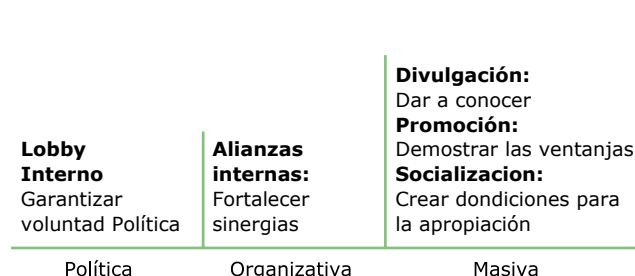 Lobby
Interno
Garantizar
voluntad Política
Alianzas
internas:
Fortalecer
sinergias
Divulgación:
Dar a conocer
Promoción:
Demostrar las ventanjas
Socializacion:
Crear dondiciones para
la apropiación
Política
Organizativa
Masiva